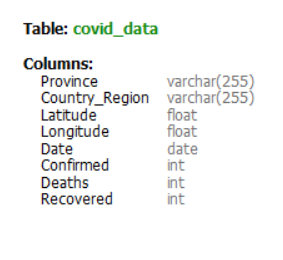 Table: covid_data
Columns:
Province varchar(255)
Country_Region varchar(255)
Latitude float
Longitude float
Date date
Confirmed int
Deaths int
Recovered int